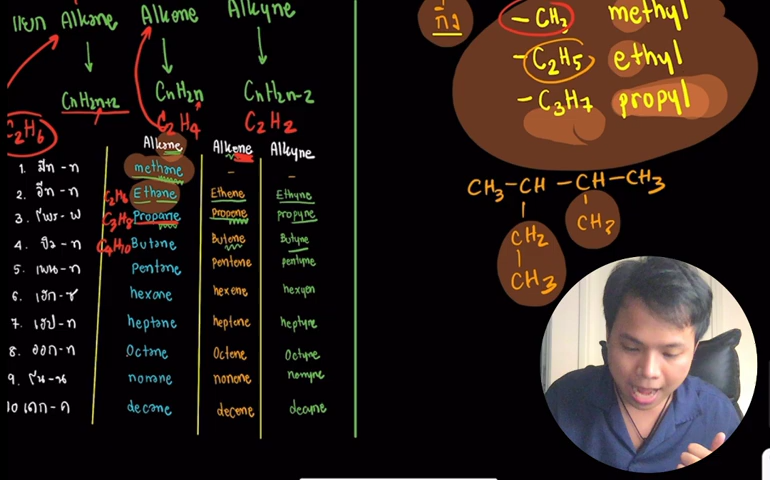 แยก Alkane Alkene Alkyne
CnH2n+2 CnH2n CnH2n-2
C2H6 C2H4 C2H2
Alkane Alkene Alkyne
1. มีท-ท methane - -
2. อีท-ท C2H6 Ethane Ethene Ethyne
3. โพร-พ C3H8 Propane propene propyne
4. บิว-ท C4H10 Butane Butene Butyne
5. เพน-ท pentane pentene pentyne
6. เฮก-ซ hexane hexene hexyen
7. เฮป-ท heptane heptene heptyne
8. ออก-ท Octane Octene Octyne
9. โน-น nonane nonene nonyne
10 เดก-ค decane decene decyne
กิ่ง
-CH3 methyl
-C2H5 ethyl
-C3H7 propyl
CH3-CH-CH-CH3
CH2 CH3
CH3